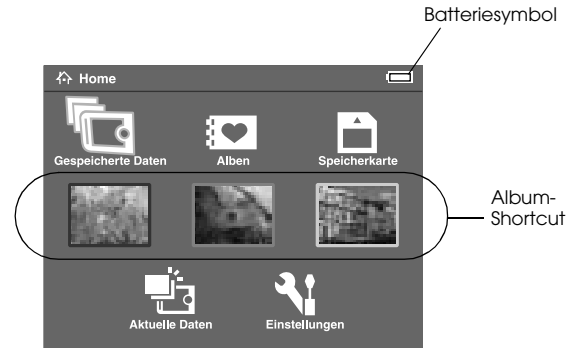 Batteriesymbol
Home
Gespeicherte Daten
Alben
Speicherkarte
Album-
Shortcut
Aktuelle Daten
Einstellungen